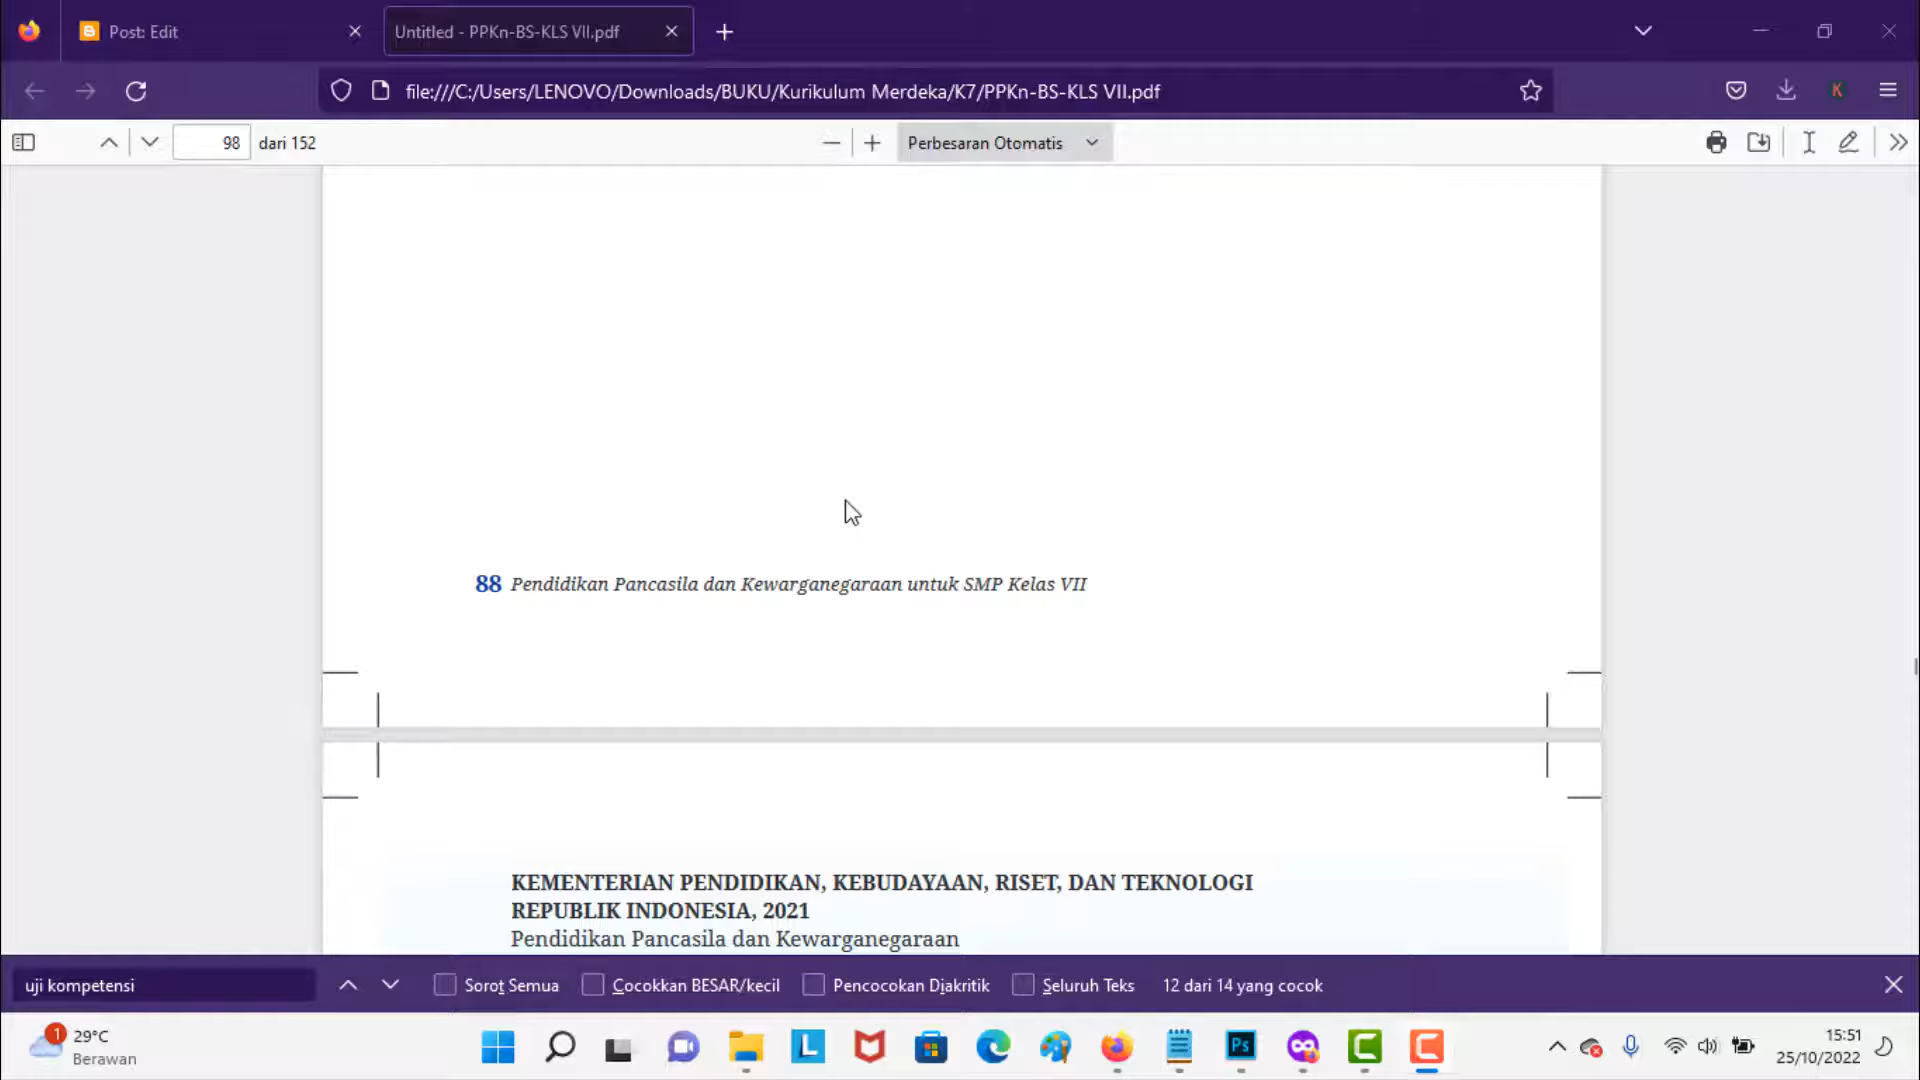 Post: Edit
Untitled - PPKn-BS-KLS VII.pdf
file:///C:/Users/LENOVO/Downloads/BUKU/Kurikulum Merdeka/K7/PPKn-BS-KLS VII.pdf
K
98 dari 152
Perbesaran Otomatis
88 Pendidikan Pancasila dan Kewarganegaraan untuk SMP Kelas VII
KEMENTERIAN PENDIDIKAN, KEBUDAYAAN, RISET, DAN TEKNOLOGI
REPUBLIK INDONESIA, 2021
Pendidikan Pancasila dan Kewarganegaraan
uji kompetensi
Sorot Semua
Cocokkan BESAR/kecil
Pencocokan Djakritik
Seluruh Teks
12 dari 14 yang cocok
1
29°C
Berawan
L
Ps
C
C
15:51
25/10/2022